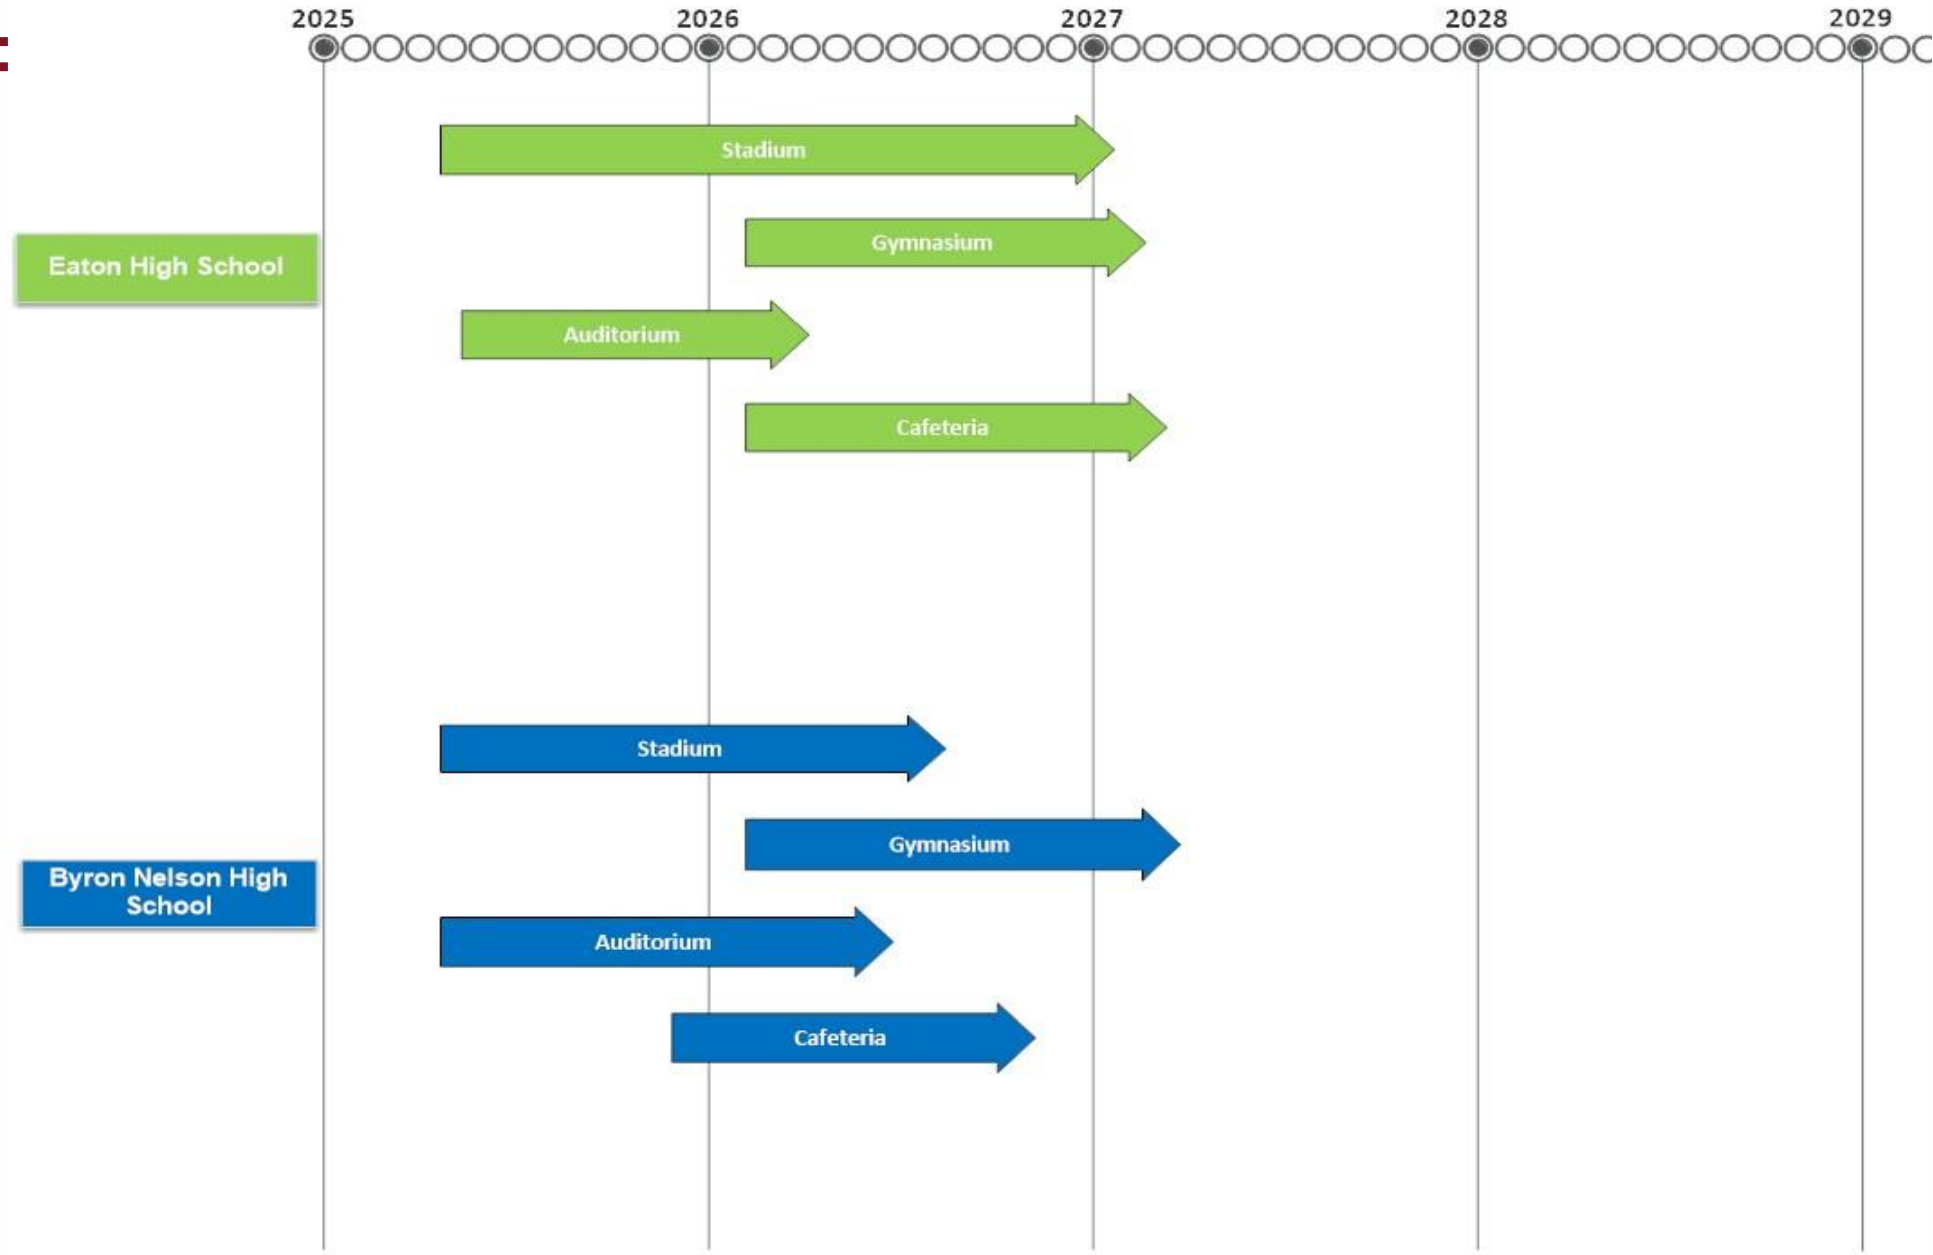 2025 2026 2027 2028 2029
Stadium
Gymnasium
Eaton High School
Auditorium
Cafeteria
Stadium
Gymnasium
Byron Nelson High
School
Auditorium
Cafeteria